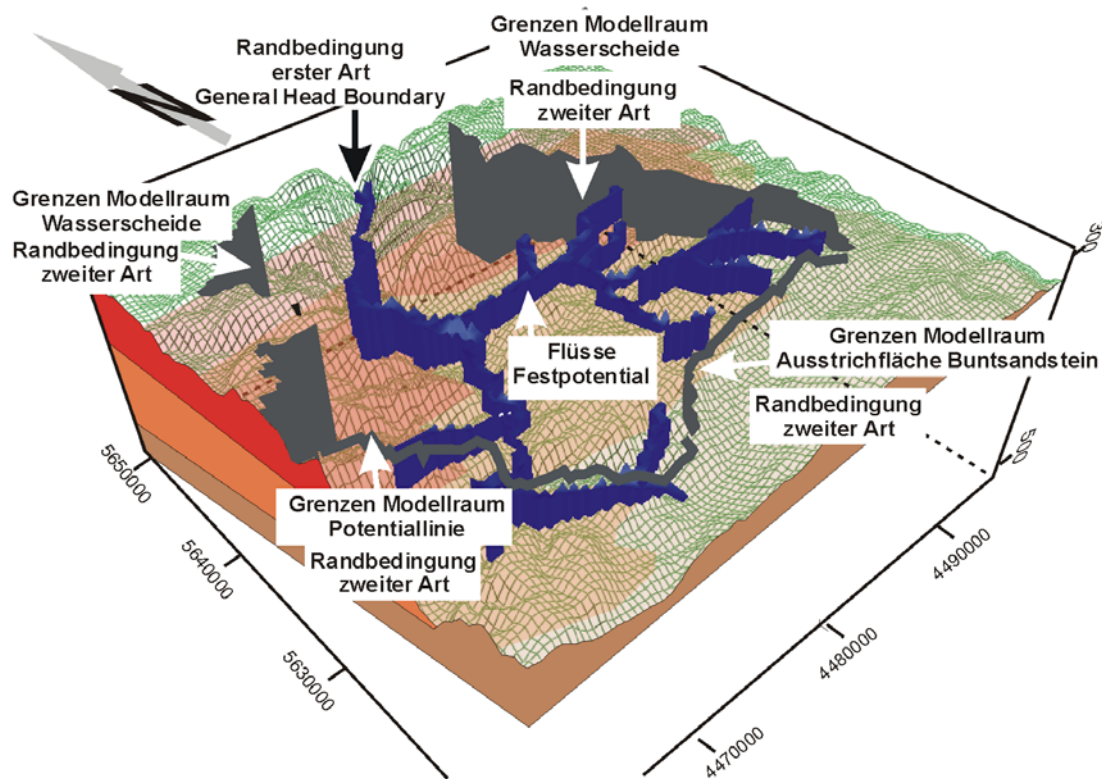 Grenzen Modellraum
Wasserscheide
Randbedingung
zweiter Art
Randbedingung
erster Art
General Head Boundary
N
Grenzen Modellraum
Wasserscheide
Randbedingung
zweiter Art
Flüsse
Festpotential
Grenzen Modellraum
Ausstrichfläche Buntsandstein
Randbedingung
zweiter Art
Grenzen Modellraum
Potentiallinie
Randbedingung
zweiter Art
300
500
5650000
5640000
5630000
4490000
4480000
4470000